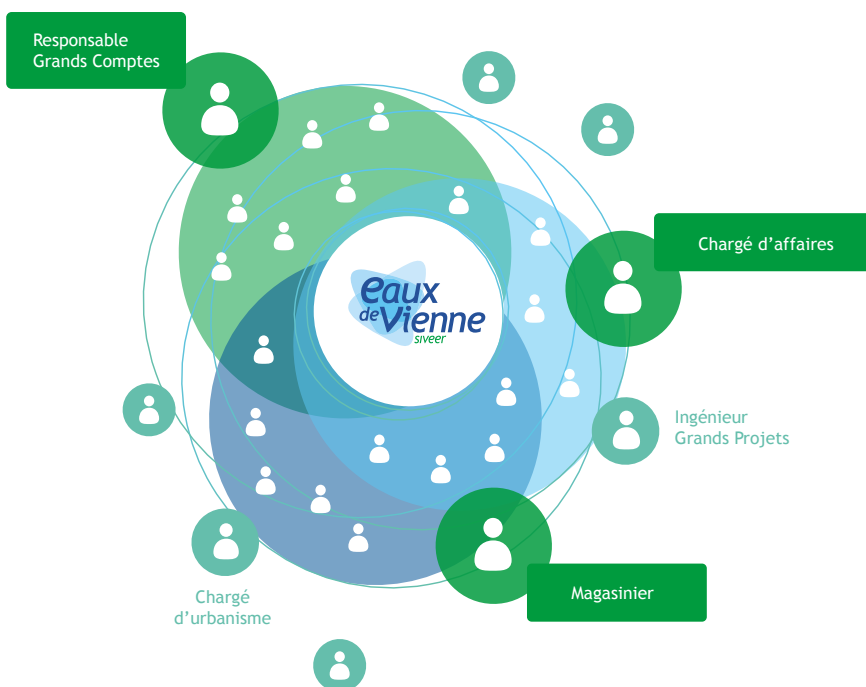 Responsable
Grands Comptes
Chargé d'affaires
eaux
de Vienne
siveer
Ingénieur
Grands Projets
Magasinier
Chargé
d'urbanisme